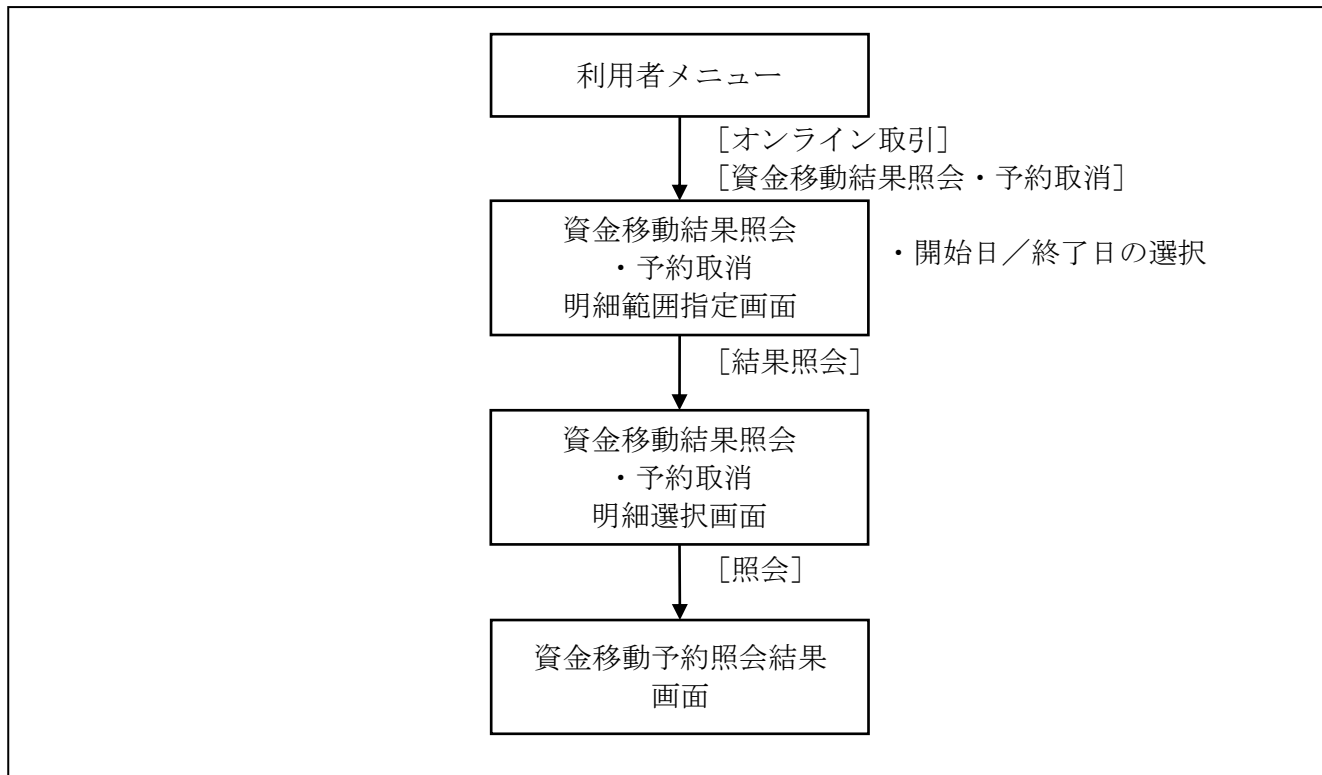 利用者メニュー
［オンライン取引］
［資金移動結果照会・予約取消］
資金移動結果照会
・予約取消
明細範囲指定画面
・開始日／終了日の選択
［結果照会］
資金移動結果照会
・予約取消
明細選択画面
［照会］
資金移動予約照会結果
画面